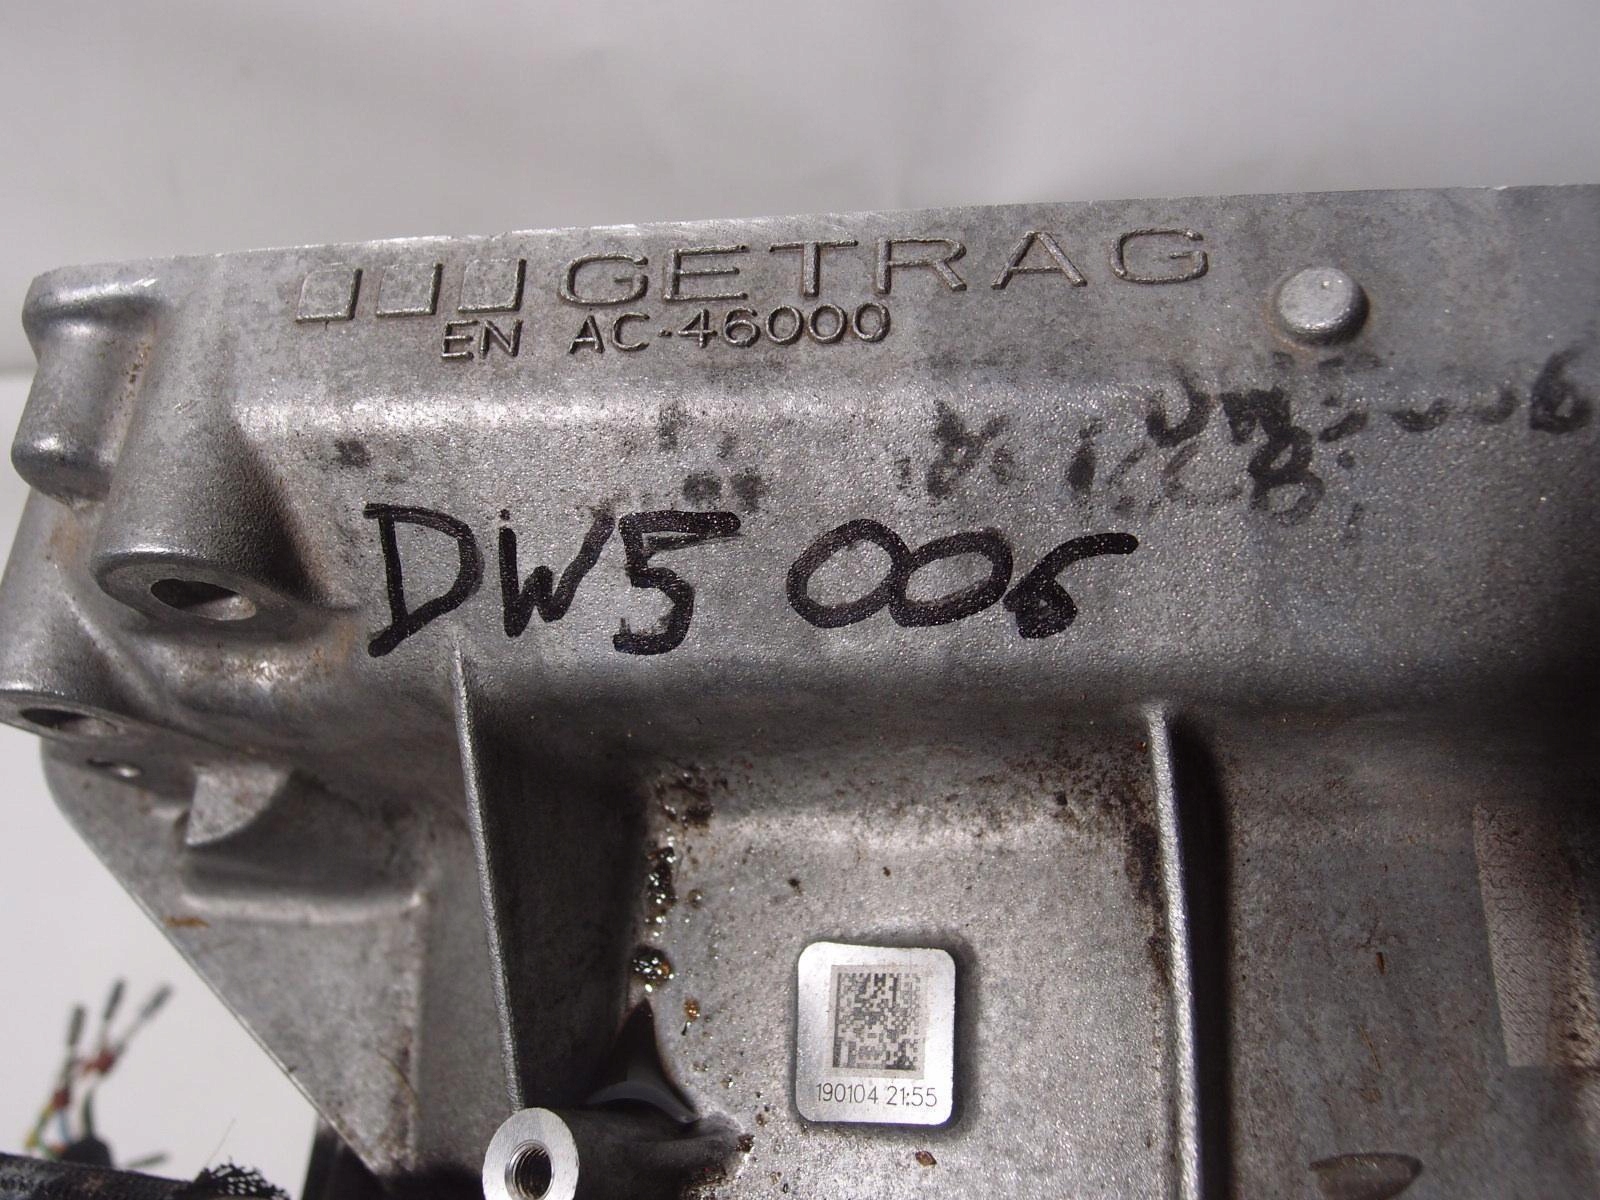 GETRAG
EN AC-46000
DW5 006
190104 21:55